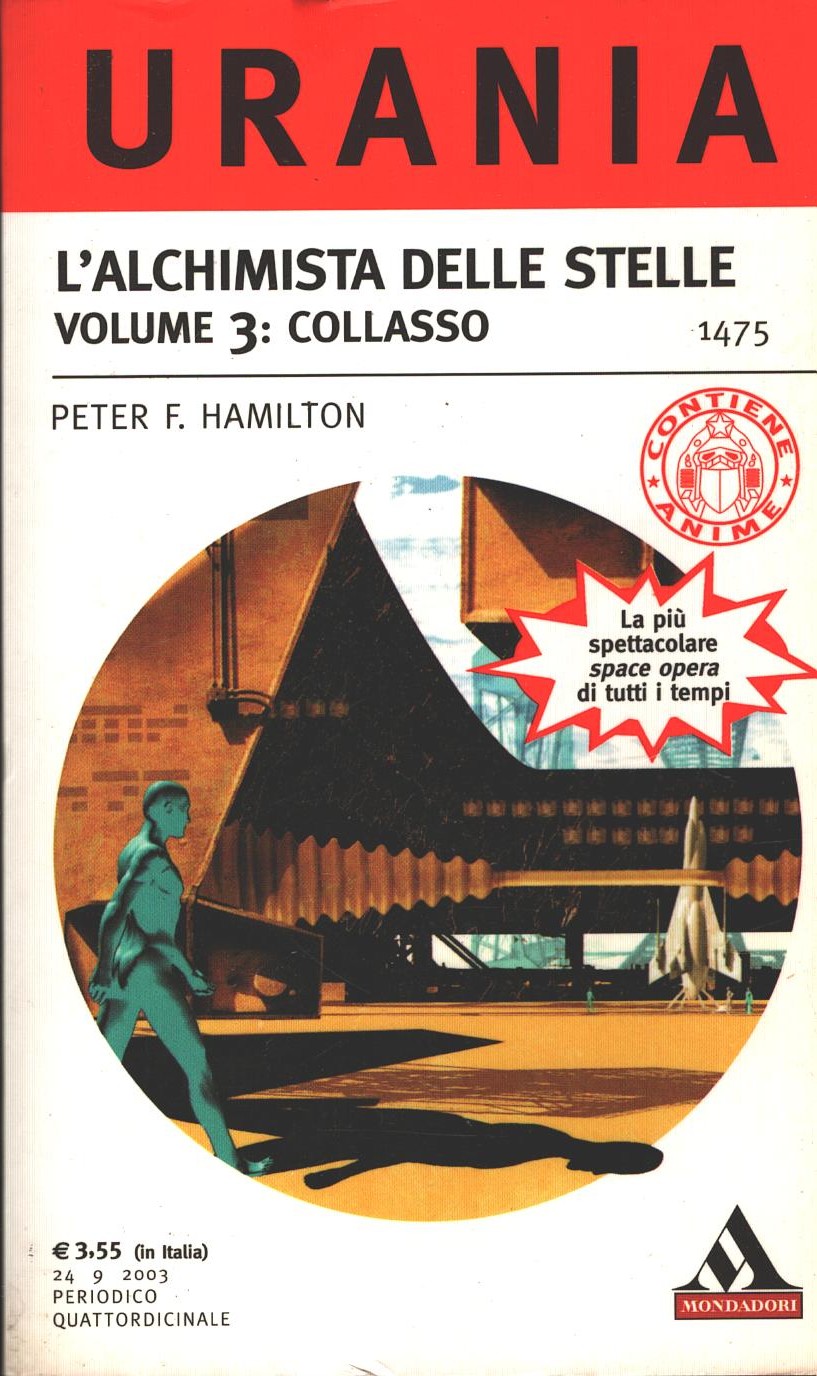 URANIA
L'ALCHIMISTA DELLE STELLE
VOLUME 3: COLLASSO
1475
PETER F. HAMILTON
CONTIENE
ANIME
La più
spettacolare
space opera
di tutti i tempi
€ 3,55 (in Italia)
24 9 2003
PERIODICO
QUATTORDICINALE
MONDADORI